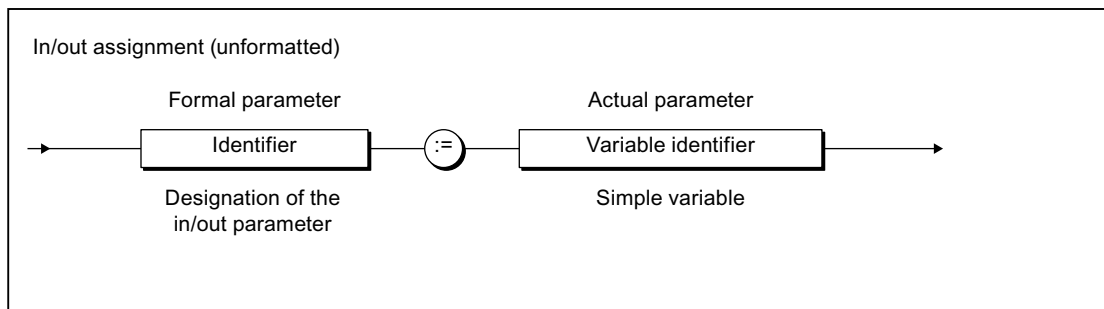 In/out assignment (unformatted)
Formal parameter
Actual parameter
Identifier
:=
Variable identifier
Designation of the
in/out parameter
Simple variable